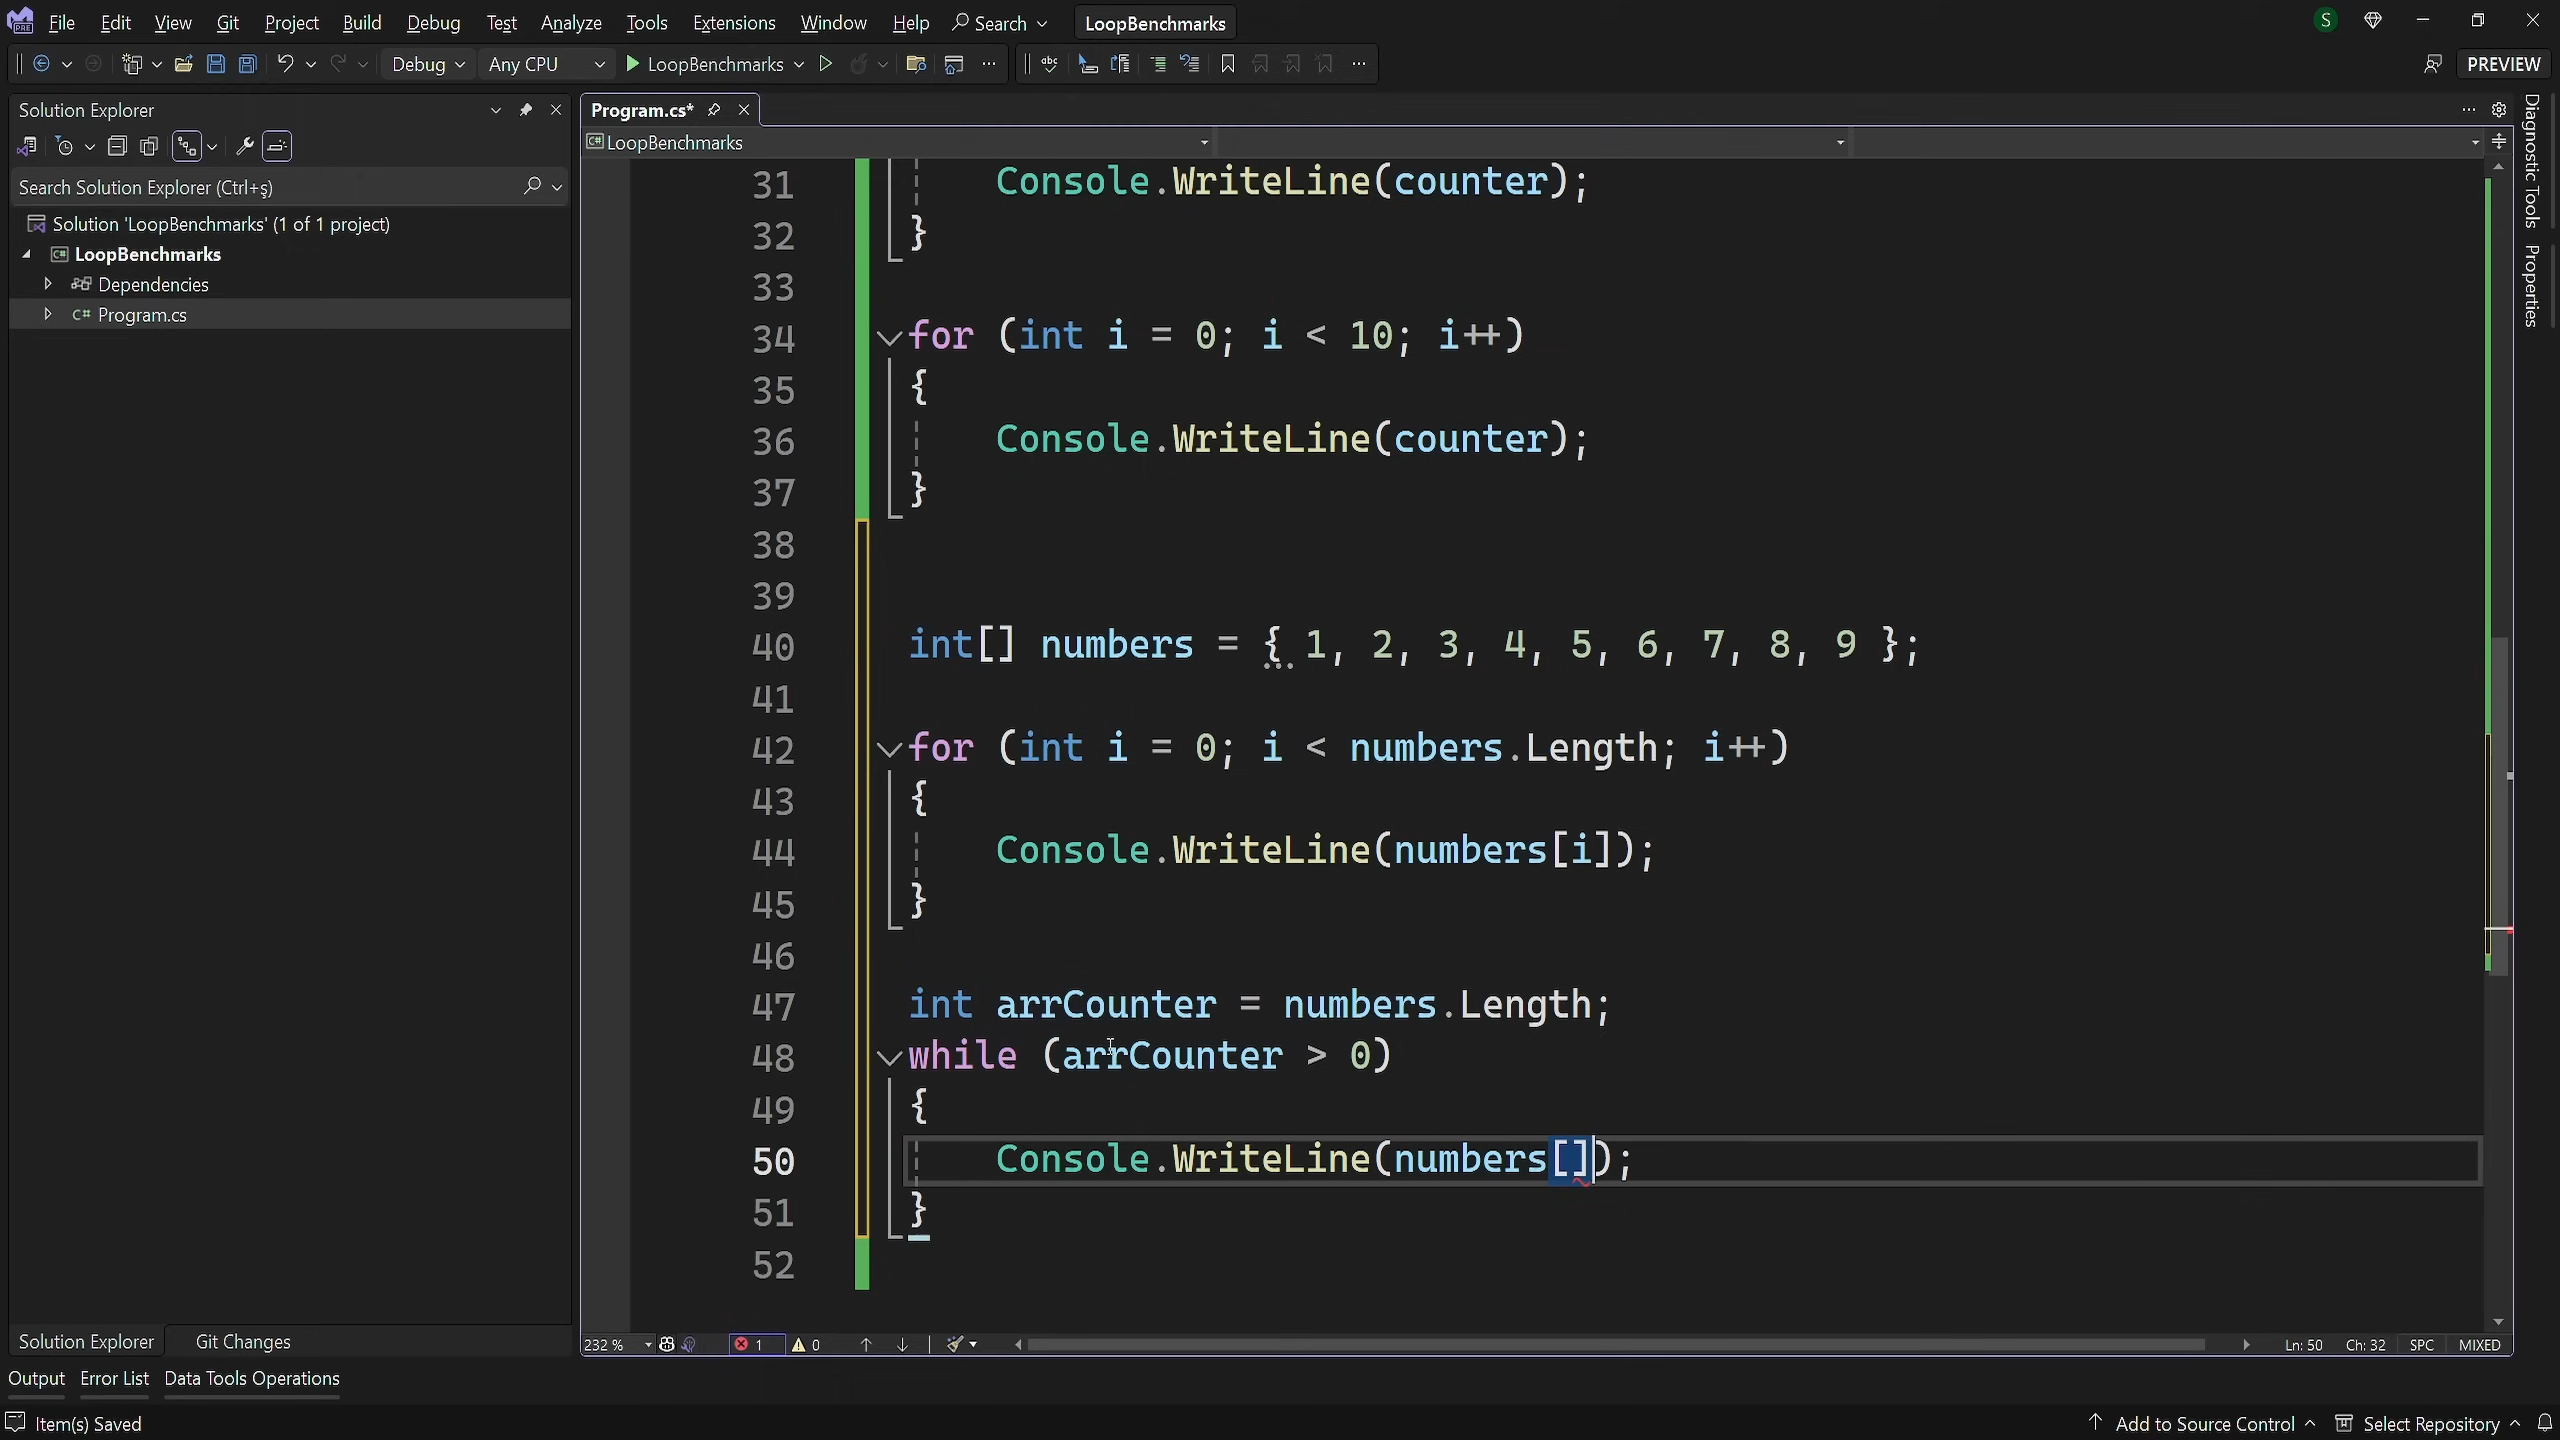 PRE File Edit View Git Project Build Debug Test Analyze Tools Extensions Window Help Search LoopBenchmarks S
Debug Any CPU LoopBenchmarks abc PREVIEW
Solution Explorer
Program.cs*
C# LoopBenchmarks
Search Solution Explorer (Ctrl+ş)
Solution 'LoopBenchmarks' (1 of 1 project)
C# LoopBenchmarks
Dependencies
C# Program.cs
31 Console.WriteLine(counter);
32 }
33
34 for (int i = 0; i < 10; i++)
35 {
36 Console.WriteLine(counter);
37 }
38
39
40 int[] numbers = { 1, 2, 3, 4, 5, 6, 7, 8, 9 };
41
42 for (int i = 0; i < numbers.Length; i++)
43 {
44 Console.WriteLine(numbers[i]);
45 }
46
47 int arrCounter = numbers.Length;
48 while (arrCounter > 0)
49 {
50 Console.WriteLine(numbers[]);
51 }
52
Diagnostic Tools
Properties
Solution Explorer Git Changes
232 % 1 0 Ln: 50 Ch: 32 SPC MIXED
Output Error List Data Tools Operations
Item(s) Saved Add to Source Control Select Repository